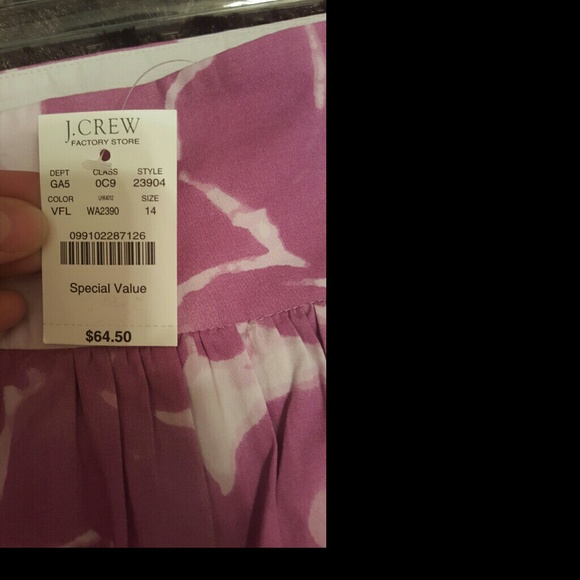 J.CREW
FACTORY STORE
DEPT CLASS STYLE
GA5 0C9 23904
COLOR SIZE
VFL WA2390 14
099102287126
Special Value
$64.50